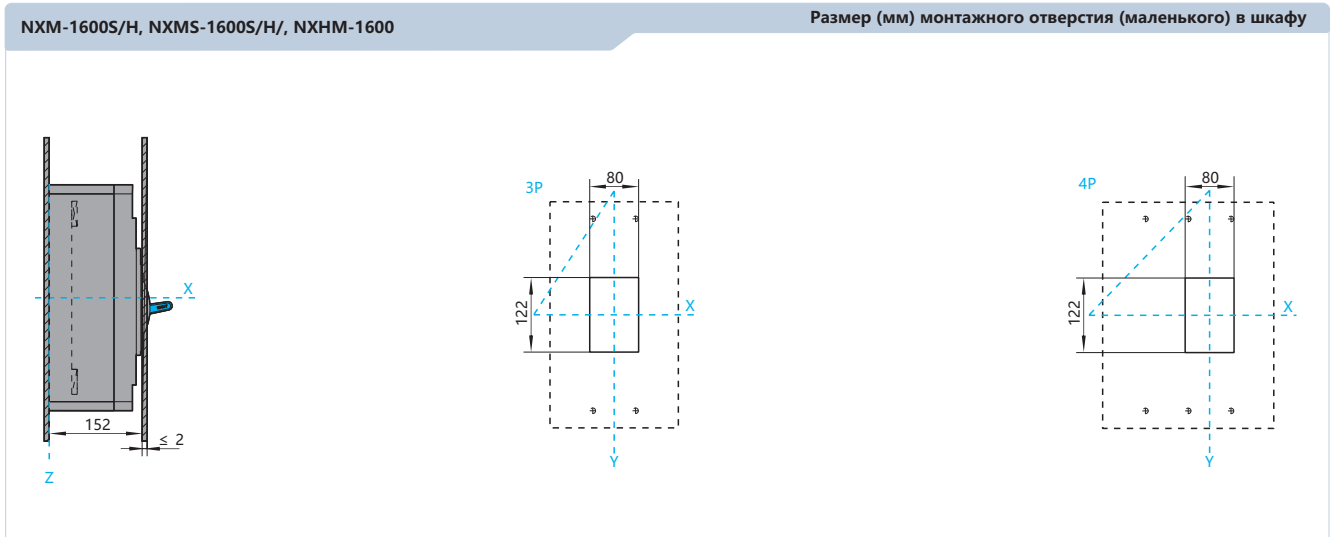 NXM-1600S/H, NXMS-1600S/H/, NXHM-1600
Размер (мм) монтажного отверстия (маленького) в шкафу
X
152
≤ 2
Z
3P
80
122
X
Y
4P
80
122
X
Y